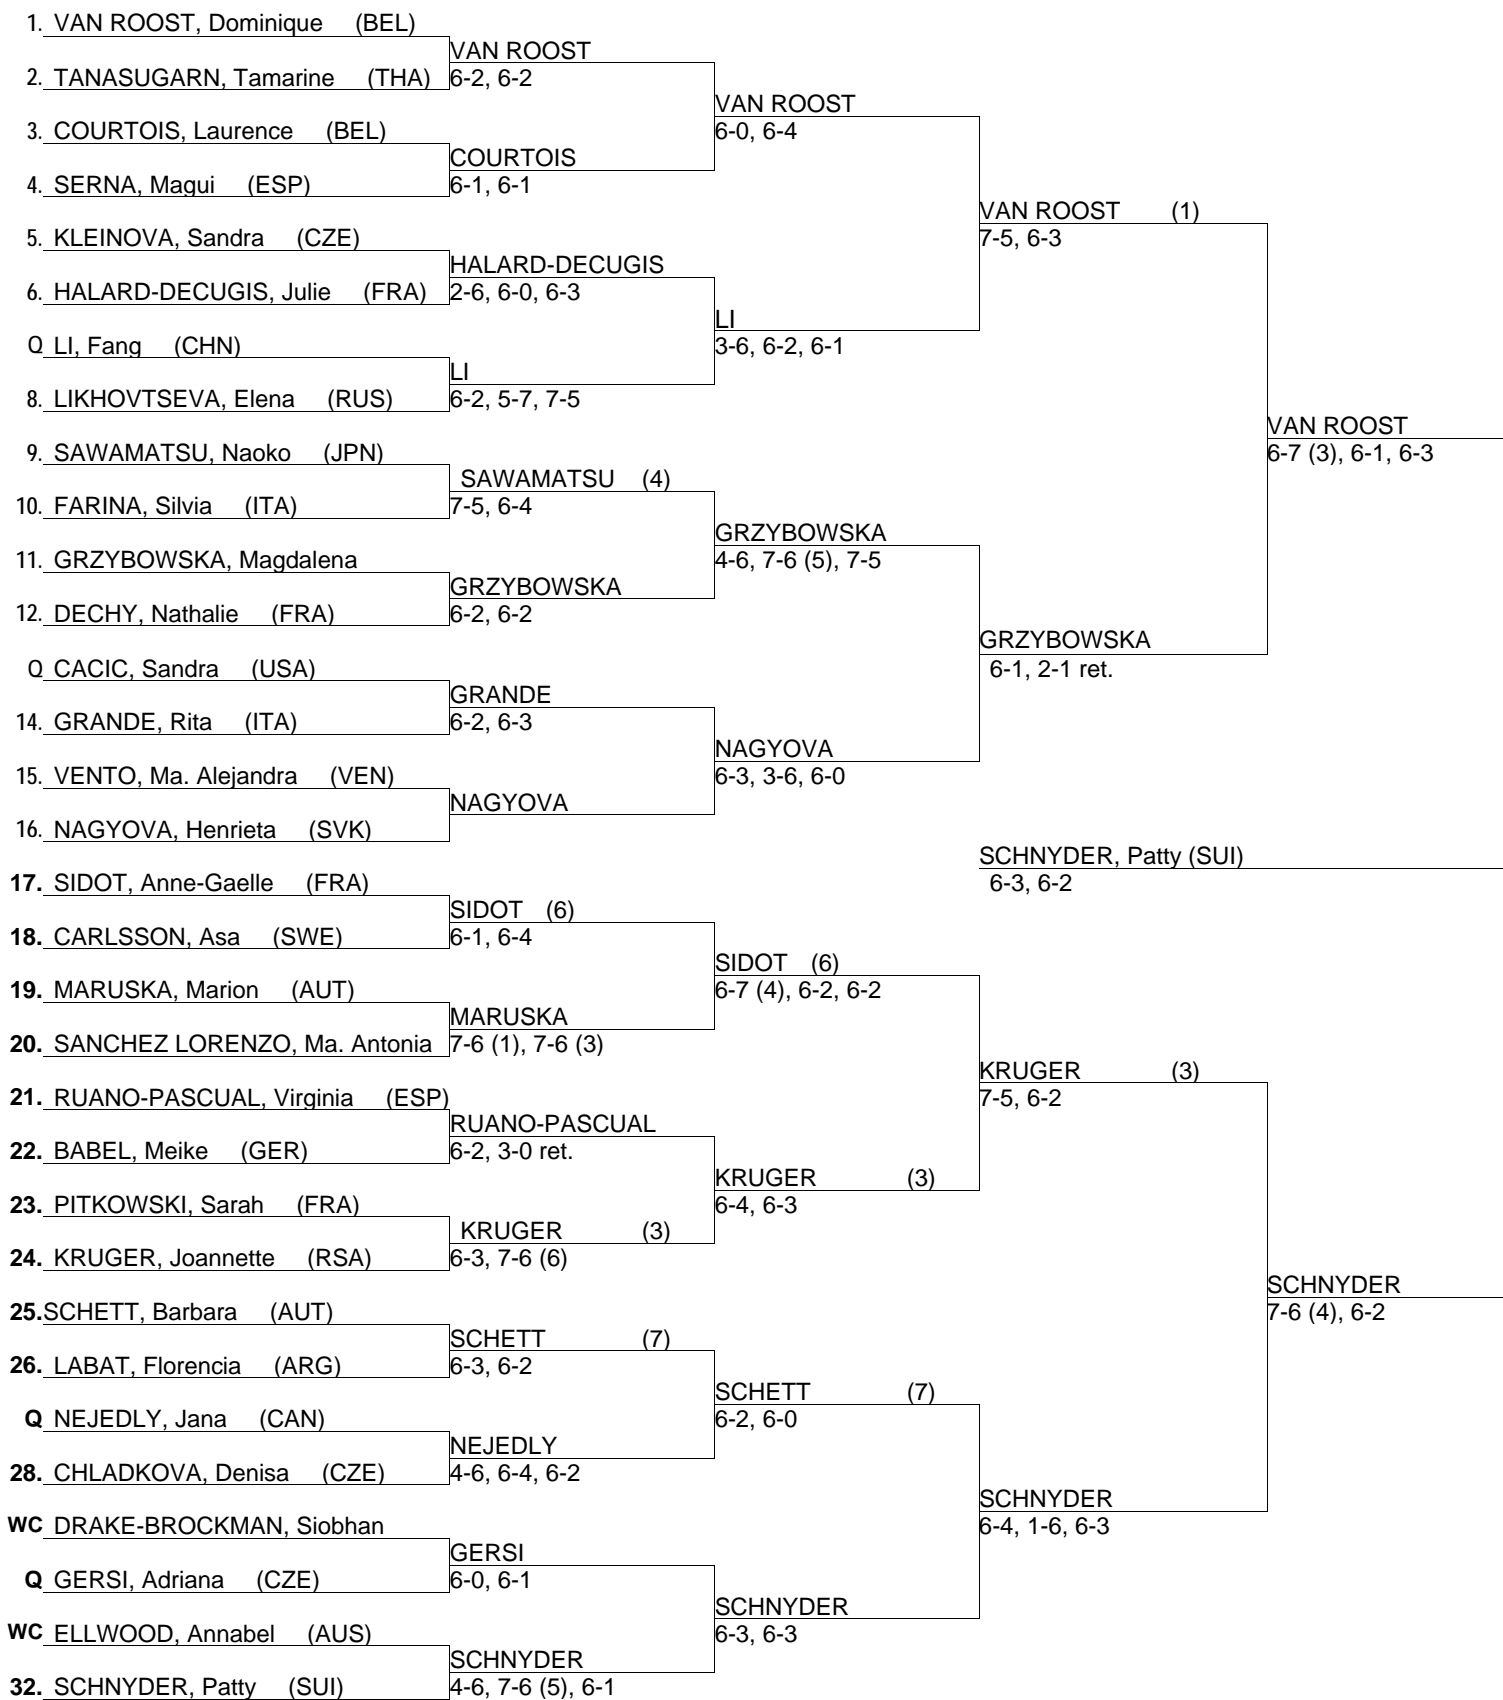 1. VAN ROOST, Dominique (BEL)
VAN ROOST
2. TANASUGARN, Tamarine (THA) 6-2, 6-2
VAN ROOST
3. COURTOIS, Laurence (BEL) 6-0, 6-4
COURTOIS
4. SERNA, Magui (ESP) 6-1, 6-1
VAN ROOST (1)
5. KLEINOVA, Sandra (CZE) 7-5, 6-3
HALARD-DECUGIS
6. HALARD-DECUGIS, Julie (FRA) 2-6, 6-0, 6-3
LI
Q LI, Fang (CHN) 3-6, 6-2, 6-1
LI
8. LIKHOVTSEVA, Elena (RUS) 6-2, 5-7, 7-5
VAN ROOST
9. SAWAMATSU, Naoko (JPN) 6-7 (3), 6-1, 6-3
SAWAMATSU (4)
10. FARINA, Silvia (ITA) 7-5, 6-4
GRZYBOWSKA
11. GRZYBOWSKA, Magdalena 4-6, 7-6 (5), 7-5
GRZYBOWSKA
12. DECHY, Nathalie (FRA) 6-2, 6-2
GRZYBOWSKA
Q CACIC, Sandra (USA) 6-1, 2-1 ret.
GRANDE
14. GRANDE, Rita (ITA) 6-2, 6-3
NAGYOVA
15. VENTO, Ma. Alejandra (VEN) 6-3, 3-6, 6-0
NAGYOVA
16. NAGYOVA, Henrieta (SVK)
SCHNYDER, Patty (SUI)
17. SIDOT, Anne-Gaelle (FRA) 6-3, 6-2
SIDOT (6)
18. CARLSSON, Asa (SWE) 6-1, 6-4
SIDOT (6)
19. MARUSKA, Marion (AUT) 6-7 (4), 6-2, 6-2
MARUSKA
20. SANCHEZ LORENZO, Ma. Antonia 7-6 (1), 7-6 (3)
KRUGER (3)
21. RUANO-PASCUAL, Virginia (ESP) 7-5, 6-2
RUANO-PASCUAL
22. BABEL, Meike (GER) 6-2, 3-0 ret.
KRUGER (3)
23. PITKOWSKI, Sarah (FRA) 6-4, 6-3
KRUGER (3)
24. KRUGER, Joannette (RSA) 6-3, 7-6 (6)
SCHNYDER
25.SCHETT, Barbara (AUT) 7-6 (4), 6-2
SCHETT (7)
26. LABAT, Florencia (ARG) 6-3, 6-2
SCHETT (7)
Q NEJEDLY, Jana (CAN) 6-2, 6-0
NEJEDLY
28. CHLADKOVA, Denisa (CZE) 4-6, 6-4, 6-2
SCHNYDER
WC DRAKE-BROCKMAN, Siobhan 6-4, 1-6, 6-3
GERSI
Q GERSI, Adriana (CZE) 6-0, 6-1
SCHNYDER
WC ELLWOOD, Annabel (AUS) 6-3, 6-3
SCHNYDER
32. SCHNYDER, Patty (SUI) 4-6, 7-6 (5), 6-1